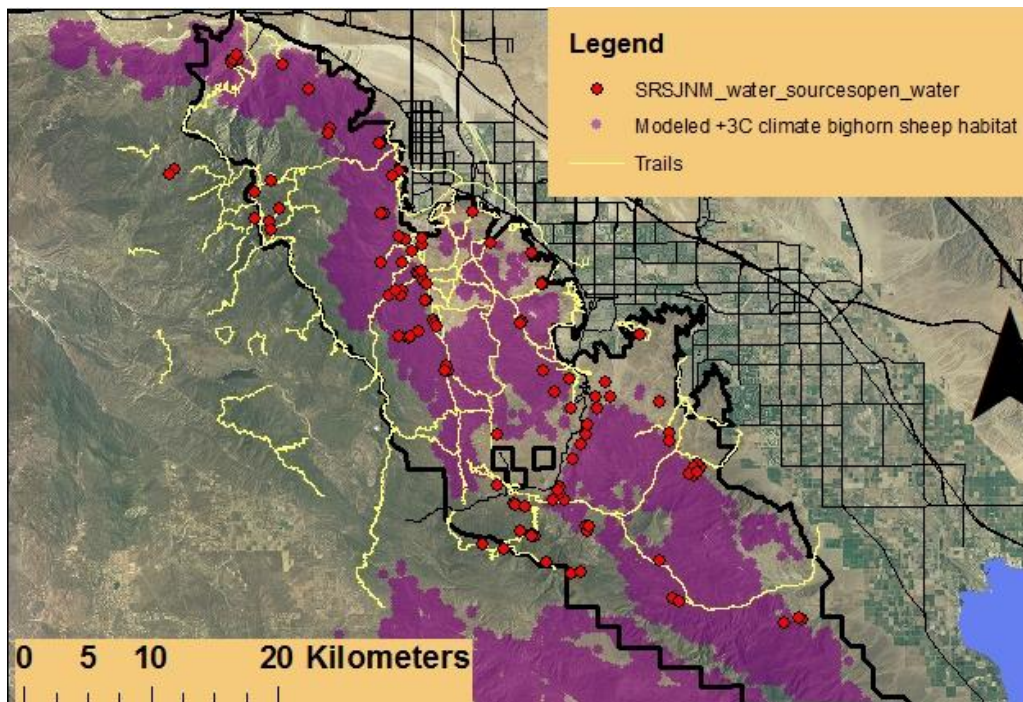 Legend
SRSJNM_water_sourcesopen_water
Modeled +3C climate bighorn sheep habitat
Trails
N
0 5 10 20 Kilometers